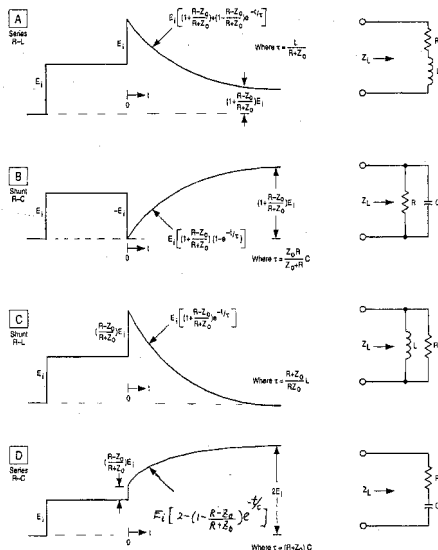 A
Series
R-L
E_i
E_i
E_i[(1+(R-Z_0)/(R+Z_0))+(1-(R-Z_0)/(R+Z_0))e^{-t/τ}]
Where τ = L/(R+Z_0)
(1+(R-Z_0)/(R+Z_0))E_i
0
t
Z_L
R
L
B
Shunt
R-C
E_i
-E_i
(1+(R-Z_0)/(R+Z_0))E_i
E_i[(1+(R-Z_0)/(R+Z_0))(1-e^{-t/τ})]
Where τ = Z_0R/(Z_0+R) C
0
t
Z_L
R
C
C
Shunt
R-L
E_i
((R-Z_0)/(R+Z_0))E_i
E_i[(1+(R-Z_0)/(R+Z_0))e^{-t/τ}]
Where τ = (R+Z_0)/(RZ_0) L
0
t
Z_L
L
R
D
Series
R-C
E_i
((R-Z_0)/(R+Z_0))E_i
2E_i
0
t
E_i[2-(1-(R-Z_0)/(R+Z_0))e^{-t/τ}]
Where τ = (R+Z_0) C
Z_L
R
C